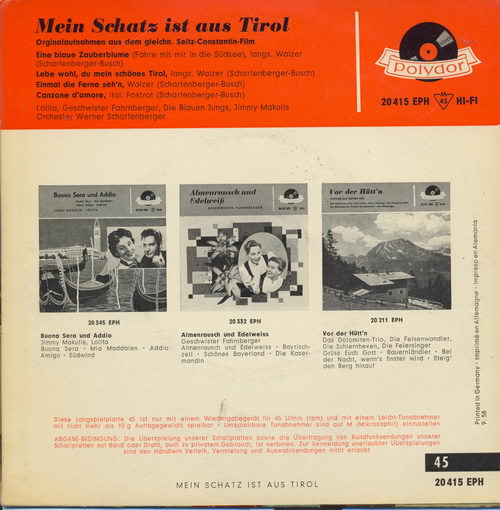 Mein Schatz ist aus Tirol
Orginalaufnahmen aus dem gleichn. Seitz-Constantin-Film
Eine blaue Zauberblume (Fahre mit mir in die Südsee), langs. Walzer
(Scharfenberger-Busch)
Lebe wohl, du mein schönes Tirol, langs. Walzer (Scharfenberger-Busch)
Einmal die Ferne seh'n, Walzer (Scharfenberger-Busch)
Canzone d'amore, ital. Foxtrot (Scharfenberger-Busch)
Lolita, Geschwister Fahrnberger, Die Blauen Jungs, Jimmy Makulis
Orchester Werner Scharfenberger
Polydor
20 415 EPH M 45 HI-FI
Buona Sera und Addio
JIMMY MAKULIS · LOLITA
Almenrausch und
Edelweiß
GESCHWISTER FAHRNBERGER
Vor der Hütt'n
20 345 EPH
Buona Sera und Addio
Jimmy Makulis, Lolita
Buona Sera · Mia Maddalen · Addio
Amigo · Südwind
20 332 EPH
Almenrausch und Edelweiss
Geschwister Fahrnberger
Almenrausch und Edelweiss · Bayrisch-
zell · Schönes Bayerland · Die Kaser-
mandln
20 211 EPH
Vor der Hütt'n
Das Dolomiten-Trio, Die Felsenwandler,
Die Schlernhexen, Die Felersinger
Grüss Euch Gott · Bauernländler · Bei
der Nacht, wenn's finster wird · Steig'
den Berg hinauf
Printed in Germany · Imprimé en Allemagne · Impreso en Alemania
9/58
Diese Langspielplatte 45 ist nur mit einem Wiedergabegerät für 45 U/min (rpm) und mit einem Leicht-Tonabnehmer
mit nicht mehr als 10 g Auflagegewicht spielbar · Umschaltbare Tonabnehmer sind auf M (Mikrosaphir) einzustellen
ABGABE-BEDINGUNG: Die Überspielung unserer Schallplatten sowie die Übertragung von Rundfunksendungen unserer
Schallplatten auf Band oder Draht, auch zu privatem Gebrauch, ist verboten. Zur Vermeidung unerlaubter Überspielungen
sind den Händlern Verleih, Vermietung und Auswahlsendungen nicht erlaubt
45
20 415 EPH
MEIN SCHATZ IST AUS TIROL